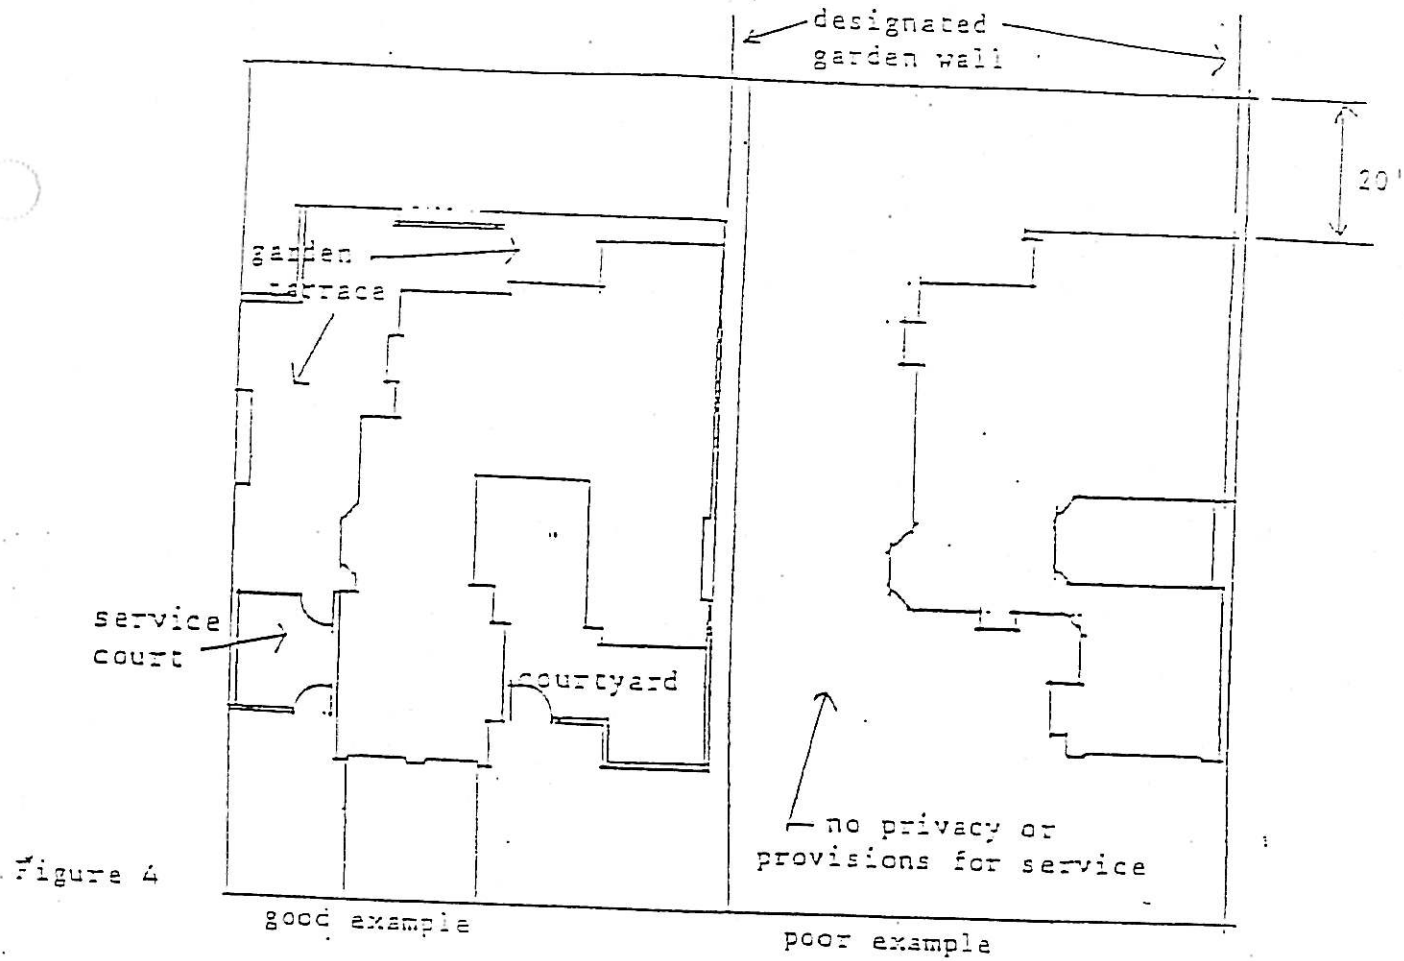 designated
garden wall
20'
garden
terrace
service
court
courtyard
no privacy or
provisions for service
Figure 4
good example
poor example